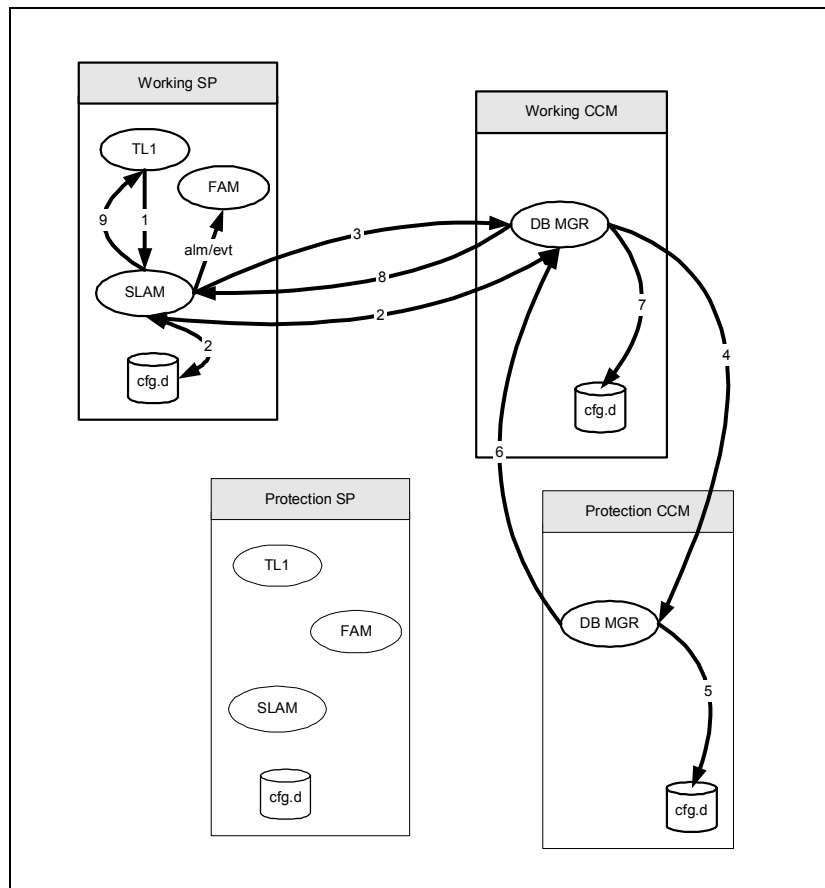 Working SP
TL1
FAM
9
1
alm/evt
SLAM
2
cfg.d
3
8
2
Working CCM
DB MGR
7
4
cfg.d
6
Protection SP
TL1
FAM
SLAM
cfg.d
Protection CCM
DB MGR
5
cfg.d